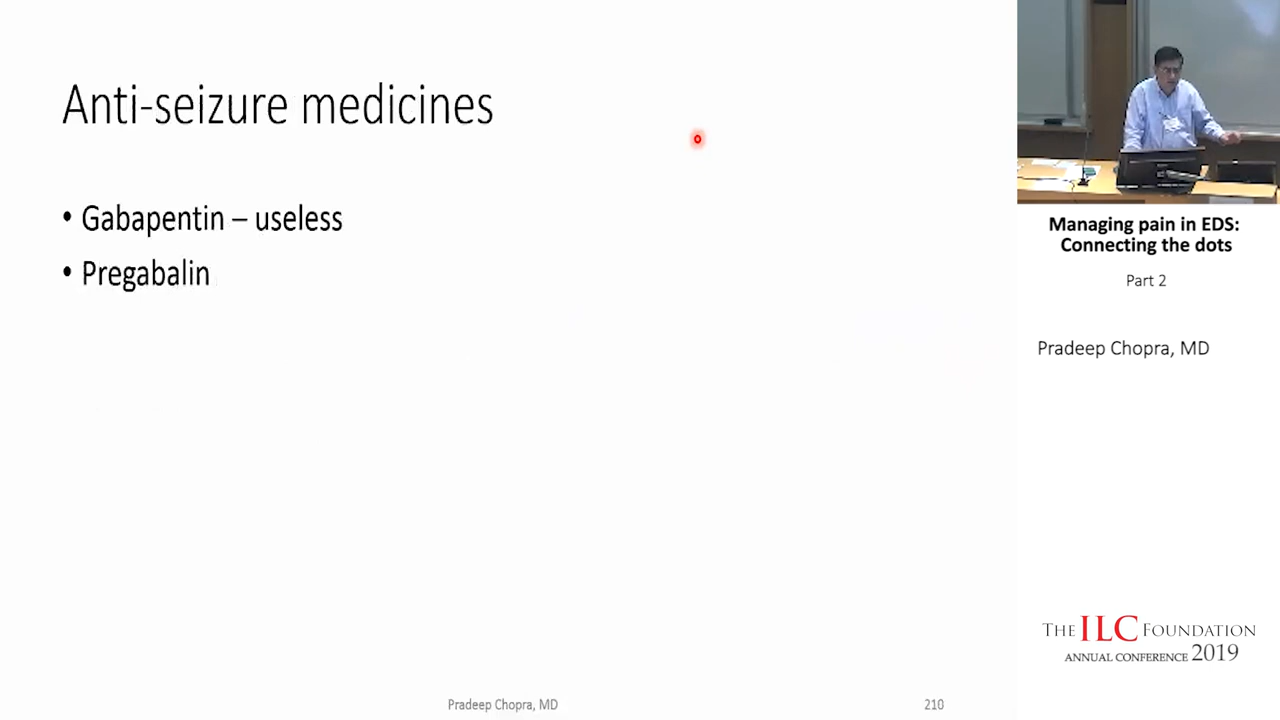 Anti-seizure medicines
• Gabapentin – useless
• Pregabalin
Pradeep Chopra, MD
210
Managing pain in EDS:
Connecting the dots
Part 2
Pradeep Chopra, MD
THE ILC FOUNDATION
ANNUAL CONFERENCE 2019